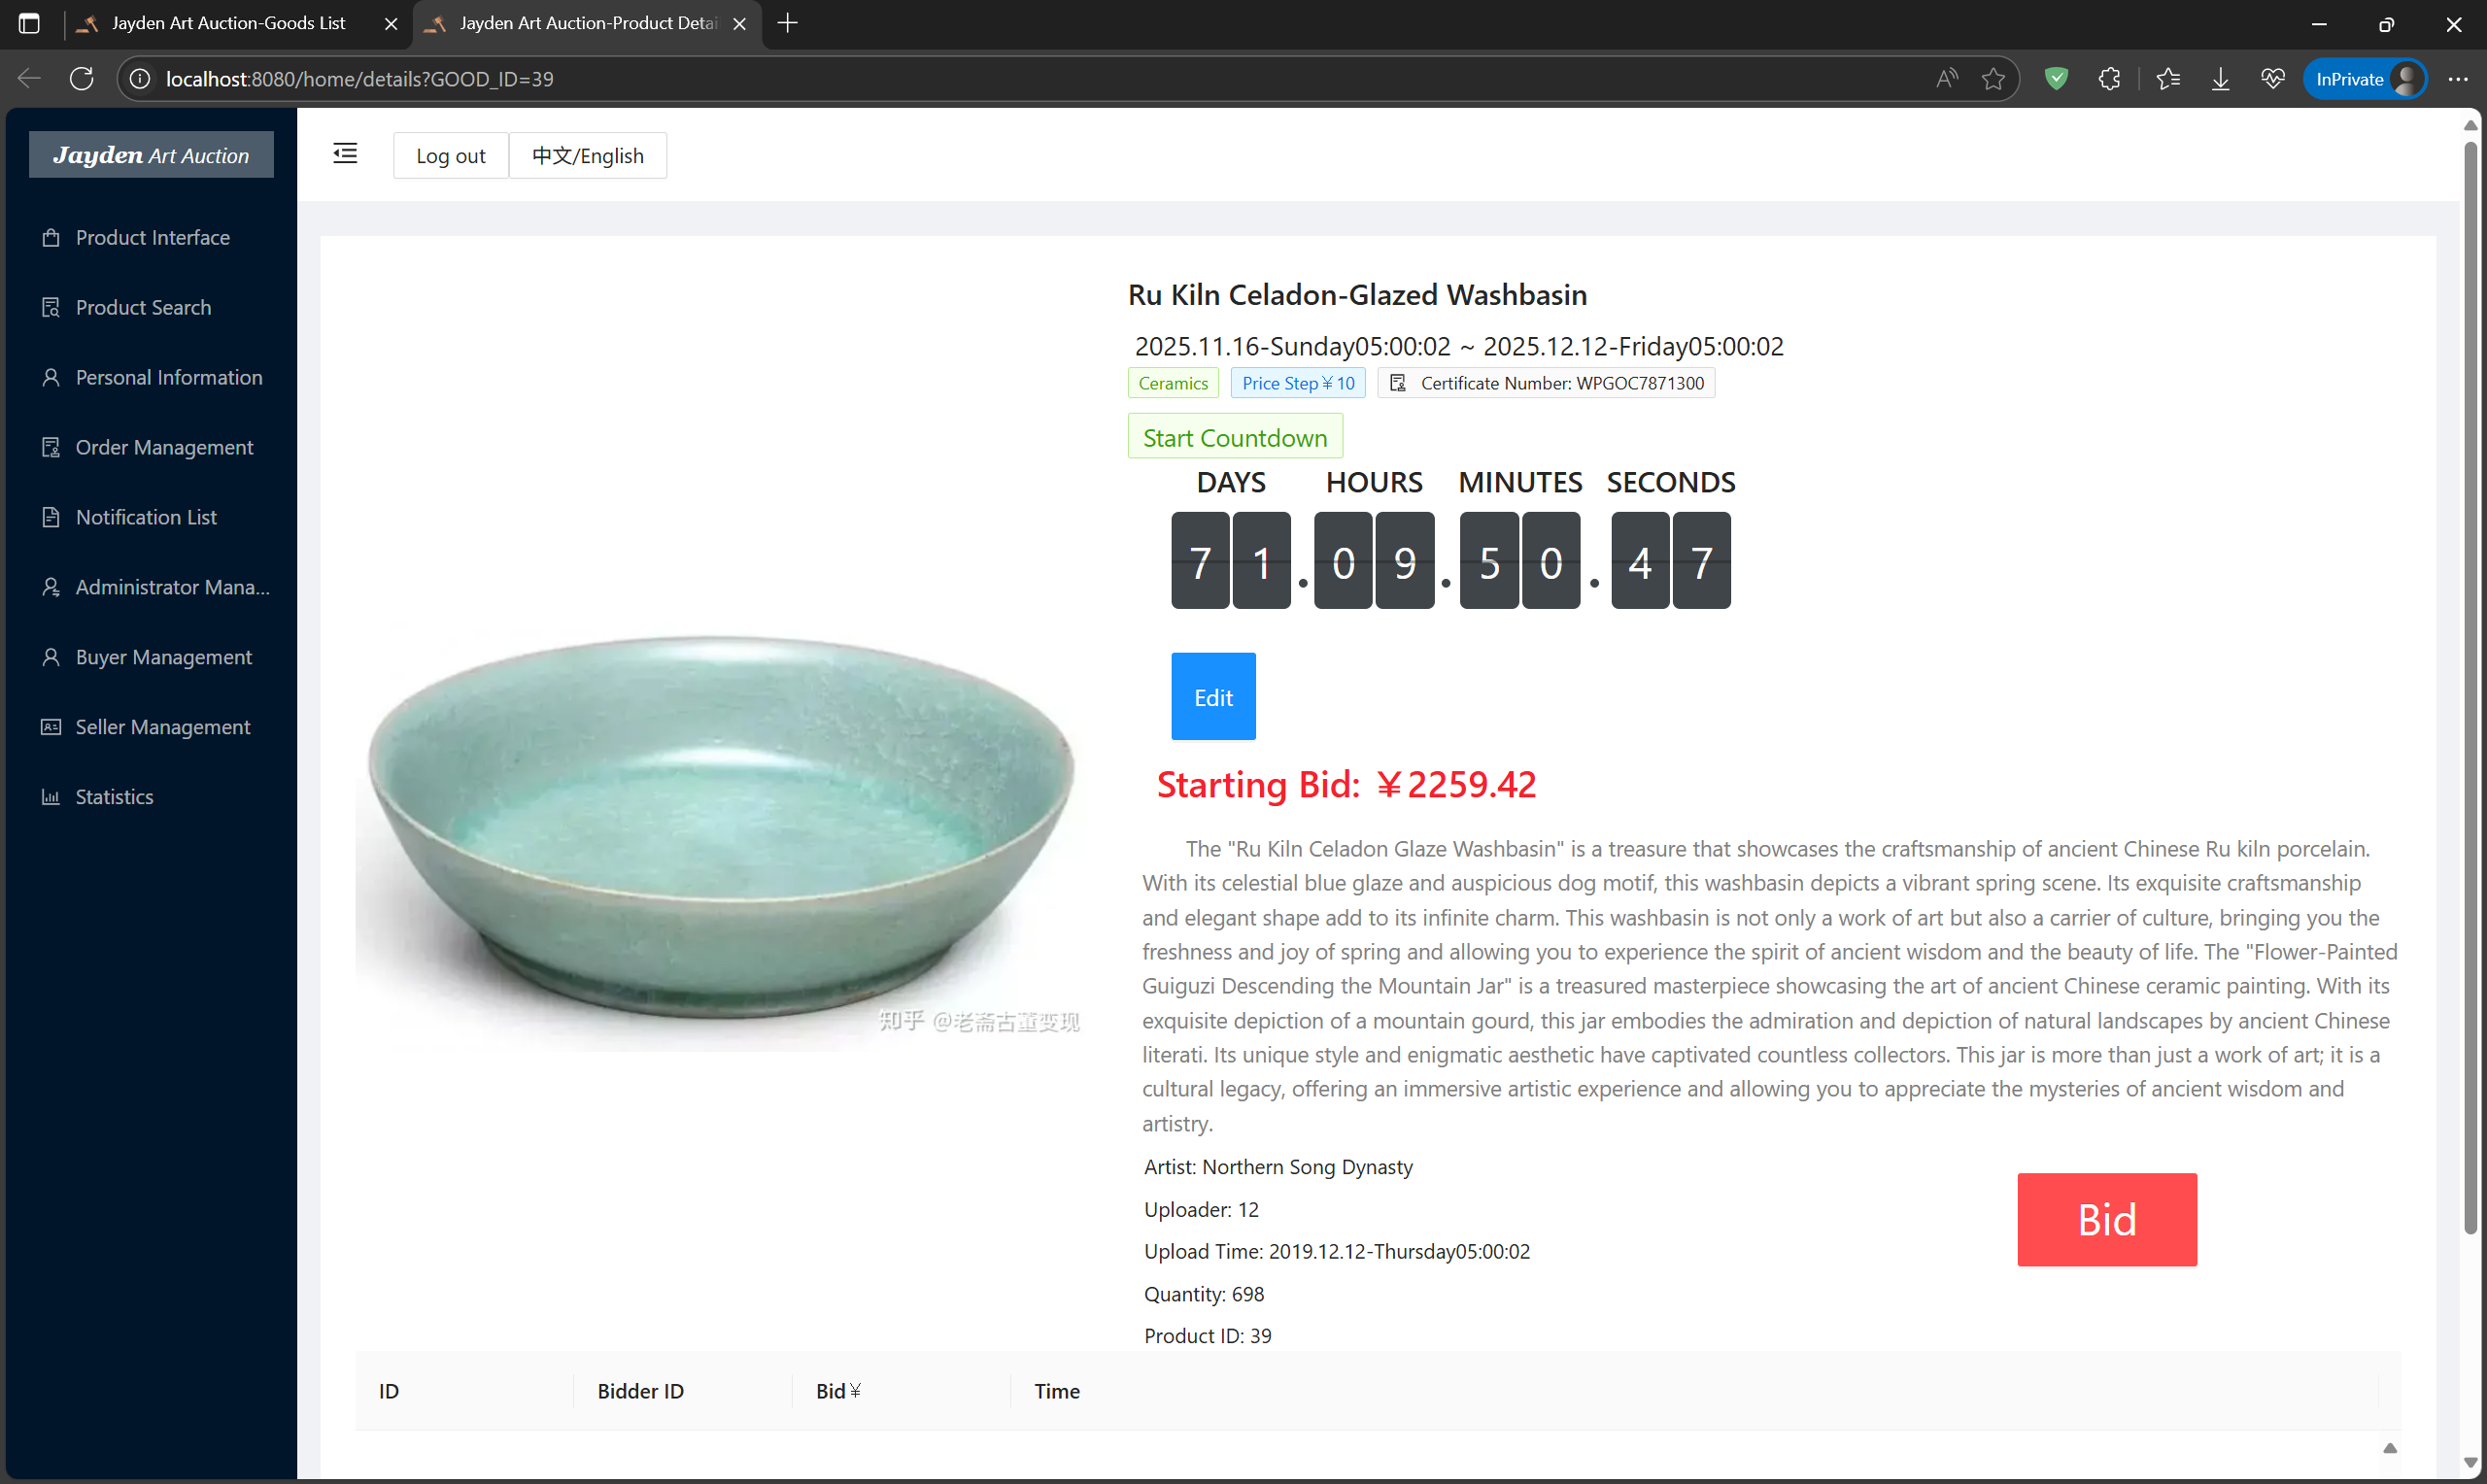 Jayden Art Auction-Goods List
Jayden Art Auction-Product Detai
localhost:8080/home/details?GOOD_ID=39
InPrivate
Jayden Art Auction
Product Interface
Product Search
Personal Information
Order Management
Notification List
Administrator Mana...
Buyer Management
Seller Management
Statistics
Log out
中文/English
Ru Kiln Celadon-Glazed Washbasin
2025.11.16-Sunday05:00:02 ~ 2025.12.12-Friday05:00:02
Ceramics
Price Step¥10
Certificate Number: WPGOC7871300
Start Countdown
DAYS HOURS MINUTES SECONDS
71.09.50.47
Edit
Starting Bid: ¥2259.42
The "Ru Kiln Celadon Glaze Washbasin" is a treasure that showcases the craftsmanship of ancient Chinese Ru kiln porcelain.
With its celestial blue glaze and auspicious dog motif, this washbasin depicts a vibrant spring scene. Its exquisite craftsmanship
and elegant shape add to its infinite charm. This washbasin is not only a work of art but also a carrier of culture, bringing you the
freshness and joy of spring and allowing you to experience the spirit of ancient wisdom and the beauty of life. The "Flower-Painted
Guiguzi Descending the Mountain Jar" is a treasured masterpiece showcasing the art of ancient Chinese ceramic painting. With its
exquisite depiction of a mountain gourd, this jar embodies the admiration and depiction of natural landscapes by ancient Chinese
literati. Its unique style and enigmatic aesthetic have captivated countless collectors. This jar is more than just a work of art; it is a
cultural legacy, offering an immersive artistic experience and allowing you to appreciate the mysteries of ancient wisdom and
artistry.
Artist: Northern Song Dynasty
Uploader: 12
Upload Time: 2019.12.12-Thursday05:00:02
Quantity: 698
Product ID: 39
Bid
知乎 @老斋古董变现
ID
Bidder ID
Bid¥
Time